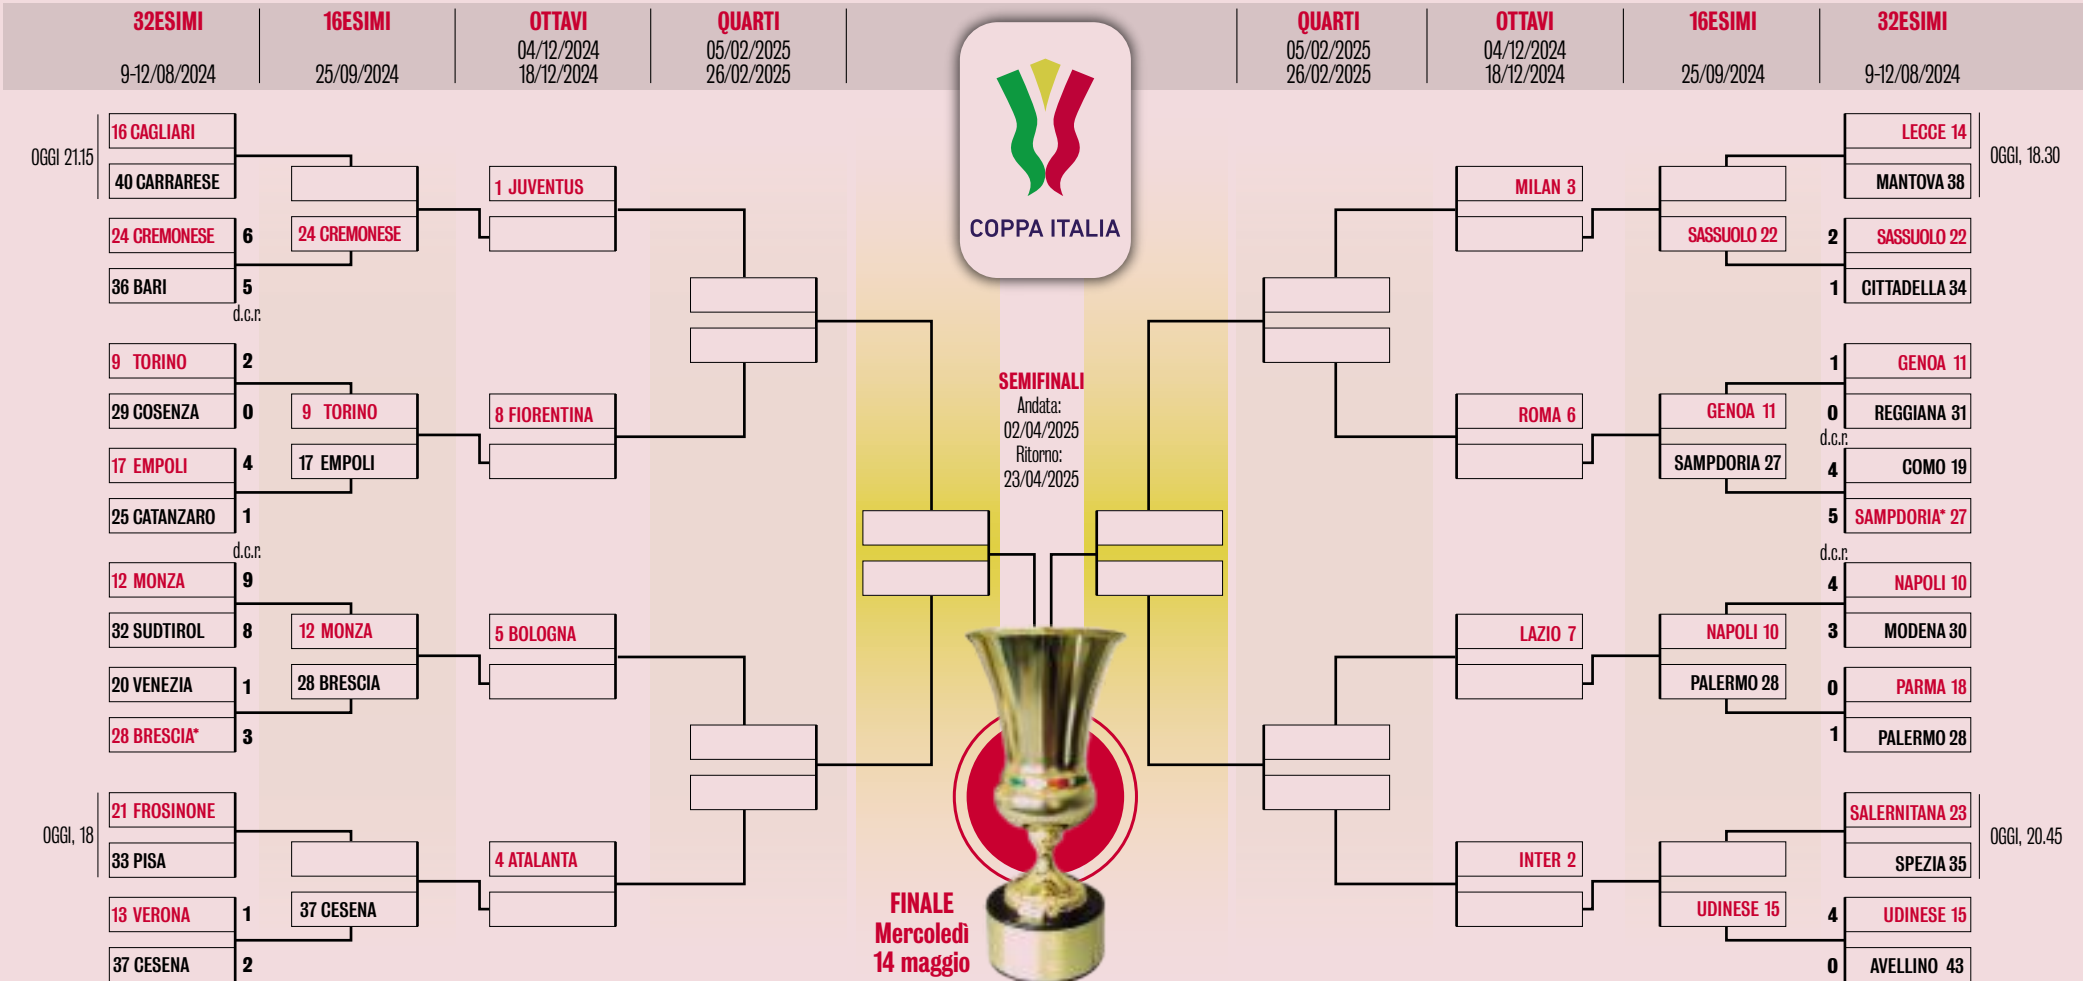 32ESIMI
9-12/08/2024
16ESIMI
25/09/2024
OTTAVI
04/12/2024
18/12/2024
QUARTI
05/02/2025
26/02/2025
QUARTI
05/02/2025
26/02/2025
OTTAVI
04/12/2024
18/12/2024
16ESIMI
25/09/2024
32ESIMI
9-12/08/2024
COPPA ITALIA
OGGI 21.15
16 CAGLIARI
40 CARRARESE
24 CREMONESE 6
36 BARI 5
d.c.r.
9 TORINO 2
29 COSENZA 0
17 EMPOLI 4
25 CATANZARO 1
d.c.r.
12 MONZA 9
32 SUDTIROL 8
20 VENEZIA 1
28 BRESCIA* 3
OGGI, 18
21 FROSINONE
33 PISA
13 VERONA 1
37 CESENA 2
24 CREMONESE
9 TORINO
17 EMPOLI
12 MONZA
28 BRESCIA
37 CESENA
1 JUVENTUS
8 FIORENTINA
5 BOLOGNA
4 ATALANTA
SEMIFINALI
Andata:
02/04/2025
Ritorno:
23/04/2025
FINALE
Mercoledì
14 maggio
MILAN 3
ROMA 6
LAZIO 7
INTER 2
SASSUOLO 22
GENOA 11
SAMPDORIA 27
NAPOLI 10
PALERMO 28
UDINESE 15
LECCE 14
MANTOVA 38
OGGI, 18.30
2 SASSUOLO 22
1 CITTADELLA 34
1 GENOA 11
0 REGGIANA 31
d.c.r.
4 COMO 19
5 SAMPDORIA* 27
d.c.r.
4 NAPOLI 10
3 MODENA 30
0 PARMA 18
1 PALERMO 28
SALERNITANA 23
SPEZIA 35
OGGI, 20.45
4 UDINESE 15
0 AVELLINO 43